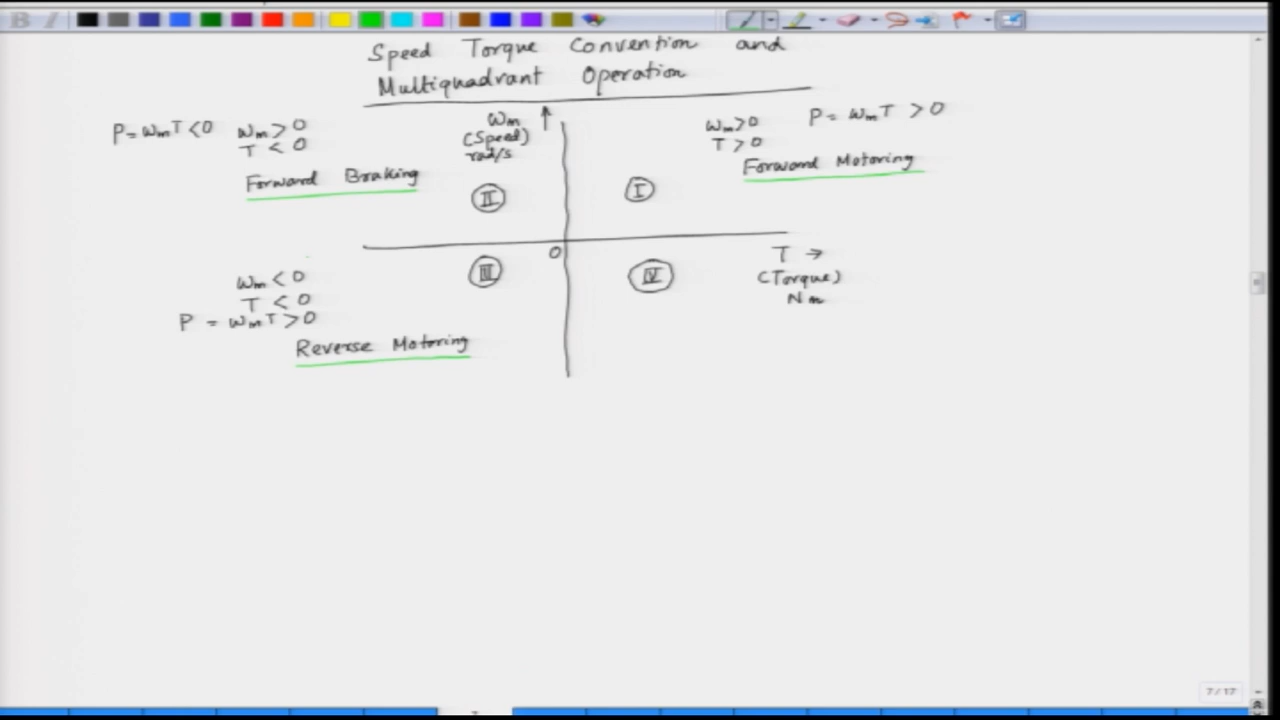 Speed Torque Convention and
Multiquadrant Operation
P = ωmT < 0 ωm > 0
T < 0
Forward Braking
ωm
(Speed)
rad/s
II
ωm > 0 P = ωmT > 0
T > 0
Forward Motoring
I
O
T →
(Torque)
Nm
III
ωm < 0
T < 0
P = ωmT > 0
Reverse Motoring
IV
7 / 17